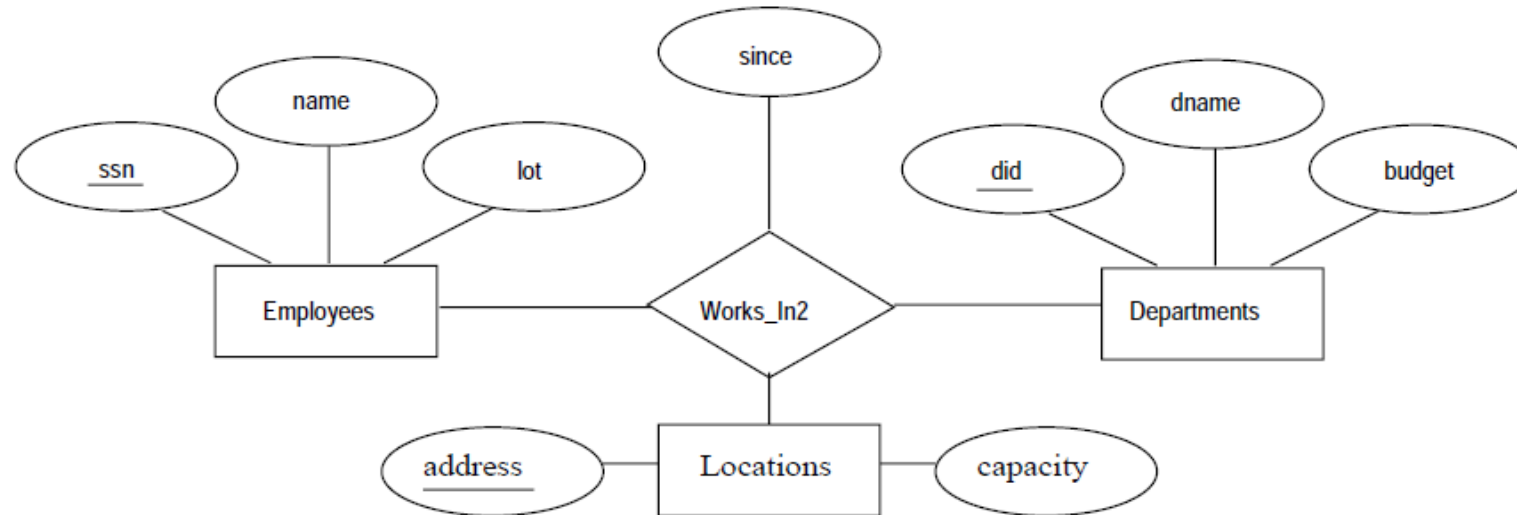 since
name
dname
ssn
lot
did
budget
Employees
Works_In2
Departments
address
Locations
capacity